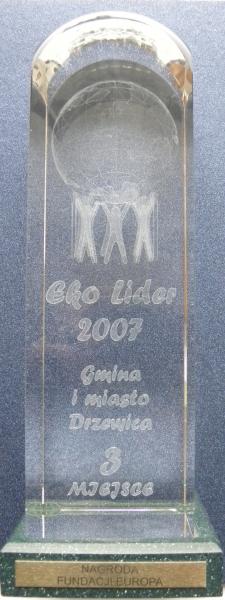 Eko Lider
2007
Gmina
i miasto
Drzewica
3
MIEJSCE
NAGRODA
FUNDACJI EUROPA